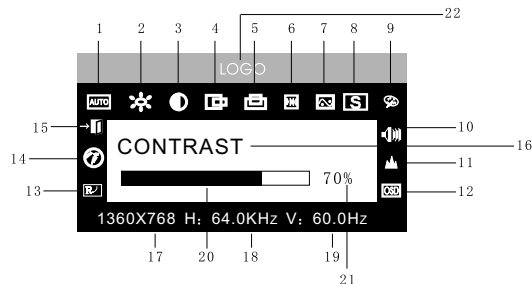 22
1 2 3 4 5 6 7 8 9
LOGO
AUTO S
15 10
CONTRAST 16
14 11
70%
13 R OSD 12
1360X768 H: 64.0KHz V: 60.0Hz
17 20 18 19
21